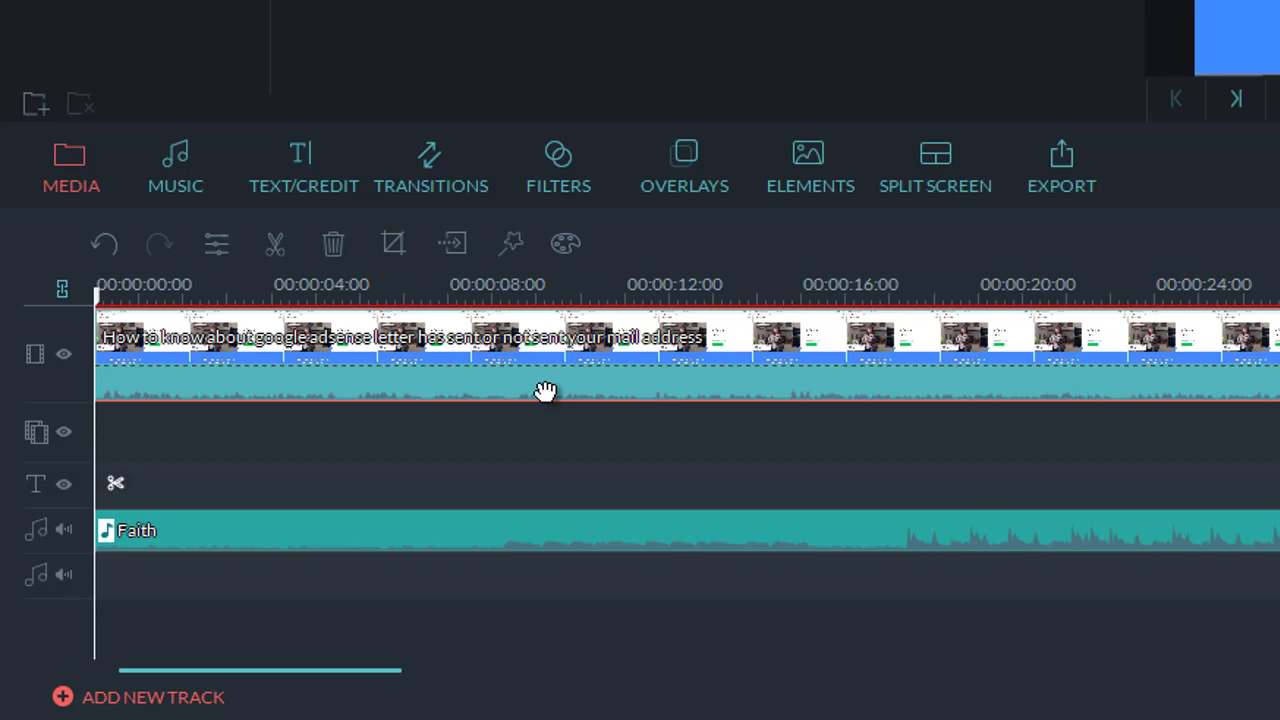 MEDIA MUSIC TEXT/CREDIT TRANSITIONS FILTERS OVERLAYS ELEMENTS SPLIT SCREEN EXPORT
00:00:00:00 00:00:04:00 00:00:08:00 00:00:12:00 00:00:16:00 00:00:20:00 00:00:24:00
How to know about google adsense letter has sent or not sent your mail address
Faith
ADD NEW TRACK